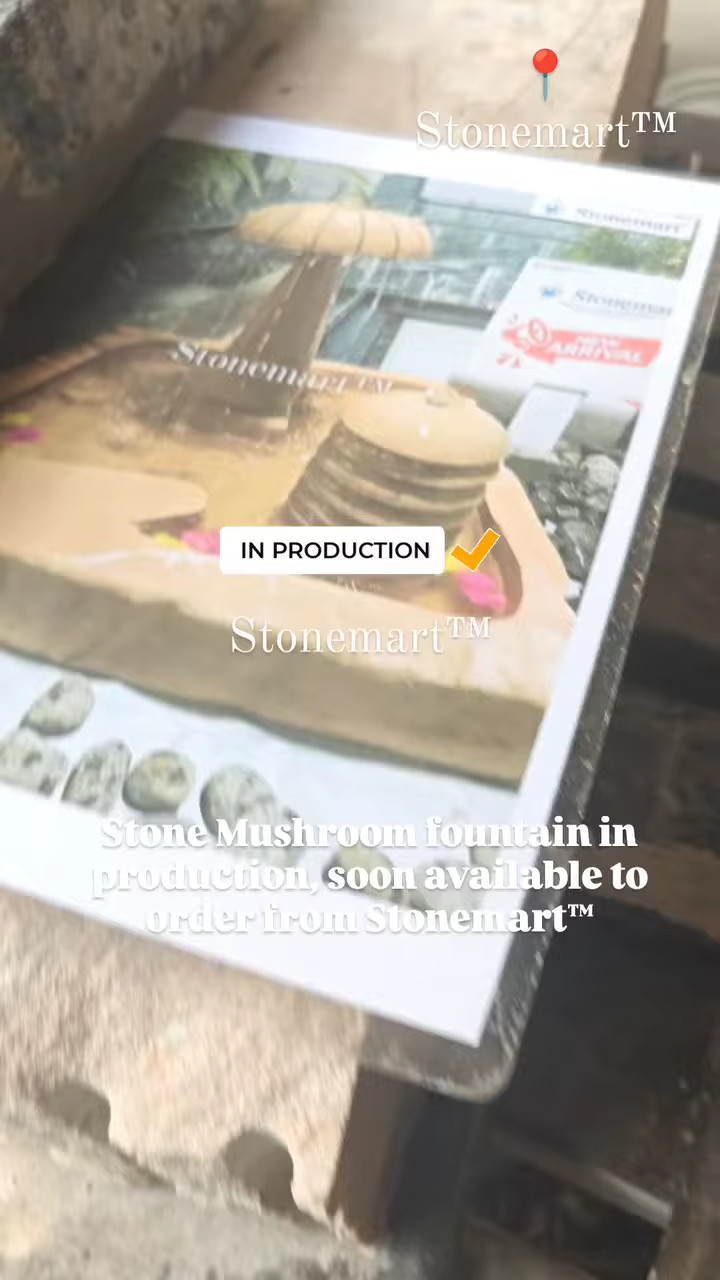 Stonemart™
Stonemart
Stonemar
NEW
ARRIVAL
Stonemart™
IN PRODUCTION
Stonemart™
Stone Mushroom fountain in
production, soon available to
order from Stonemart™